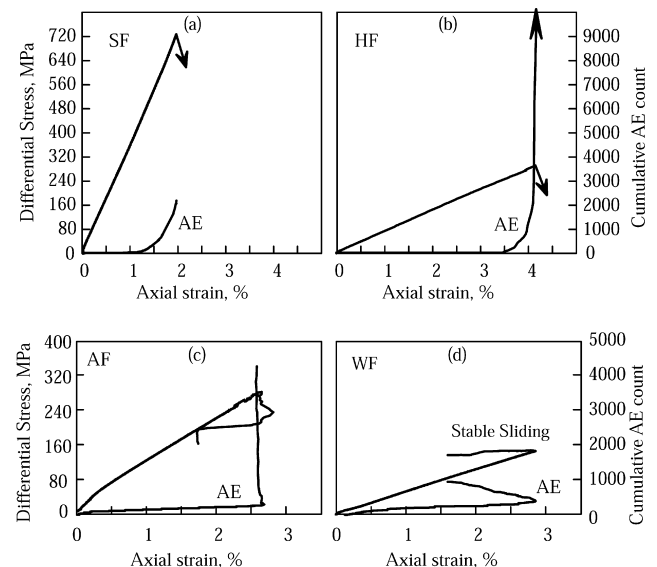 (a)
(b)
SF
HF
720
640
560
480
400
320
240
160
80
0
Differential Stress, MPa
AE
AE
9000
8000
7000
6000
5000
4000
3000
2000
1000
0
Cumulative AE count
0 1 2 3 4
Axial strain, %
0 1 2 3 4
Axial strain, %
AF
(c)
WF
(d)
400
320
240
160
80
0
Differential Stress, MPa
AE
Stable Sliding
AE
5000
4000
3000
2000
1000
0
Cumulative AE count
0 1 2 3
Axial strain, %
0 1 2 3
Axial strain, %